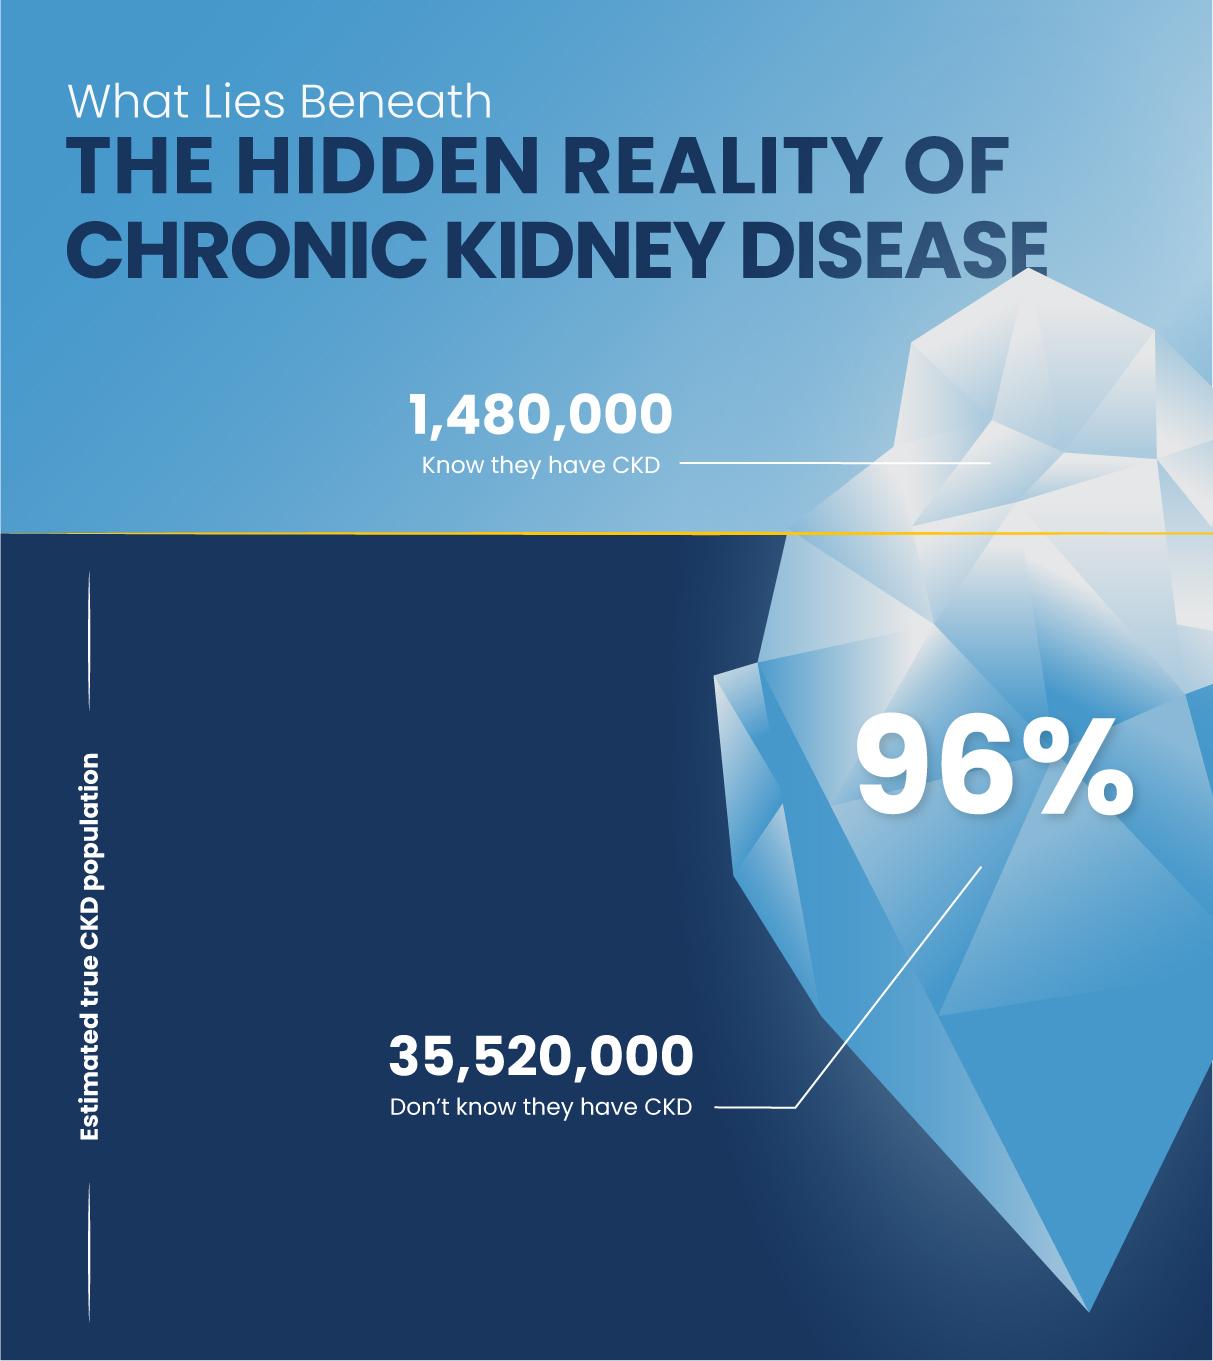 What Lies Beneath
THE HIDDEN REALITY OF
CHRONIC KIDNEY DISEASE
1,480,000
Know they have CKD
96%
Estimated true CKD population
35,520,000
Don’t know they have CKD